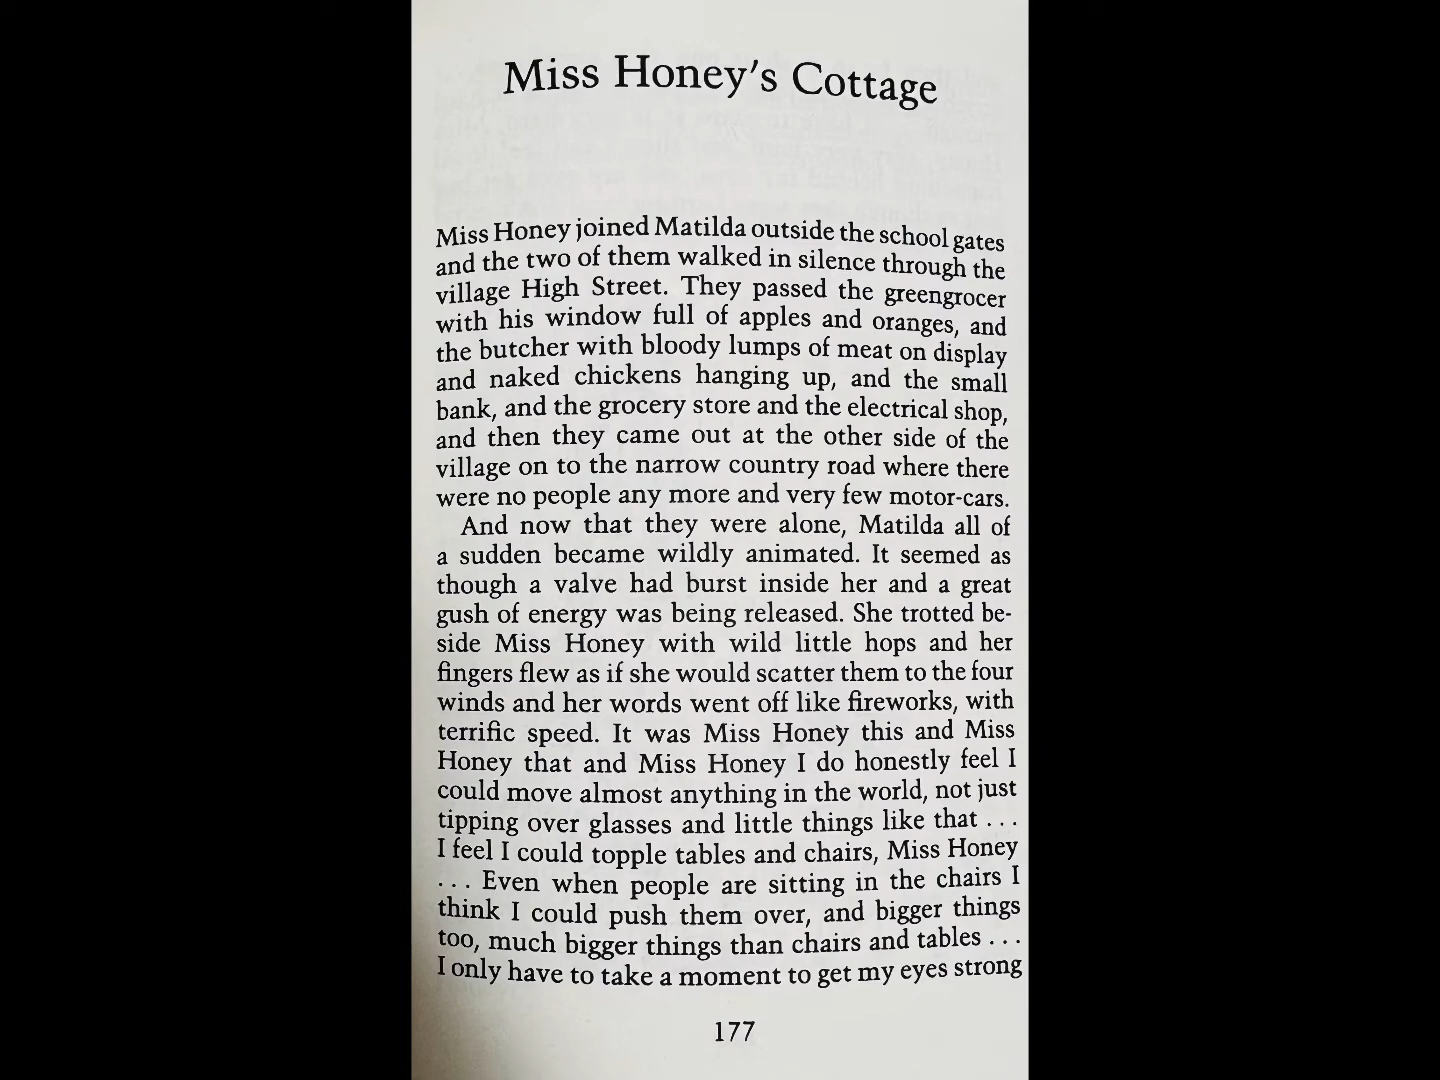 Miss Honey's Cottage
Miss Honey joined Matilda outside the school gates
and the two of them walked in silence through the
village High Street. They passed the greengrocer
with his window full of apples and oranges, and
the butcher with bloody lumps of meat on display
and naked chickens hanging up, and the small
bank, and the grocery store and the electrical shop,
and then they came out at the other side of the
village on to the narrow country road where there
were no people any more and very few motor-cars.
And now that they were alone, Matilda all of
a sudden became wildly animated. It seemed as
though a valve had burst inside her and a great
gush of energy was being released. She trotted be-
side Miss Honey with wild little hops and her
fingers flew as if she would scatter them to the four
winds and her words went off like fireworks, with
terrific speed. It was Miss Honey this and Miss
Honey that and Miss Honey I do honestly feel I
could move almost anything in the world, not just
tipping over glasses and little things like that . . .
I feel I could topple tables and chairs, Miss Honey
. . . Even when people are sitting in the chairs I
think I could push them over, and bigger things
too, much bigger things than chairs and tables . . .
I only have to take a moment to get my eyes strong
177